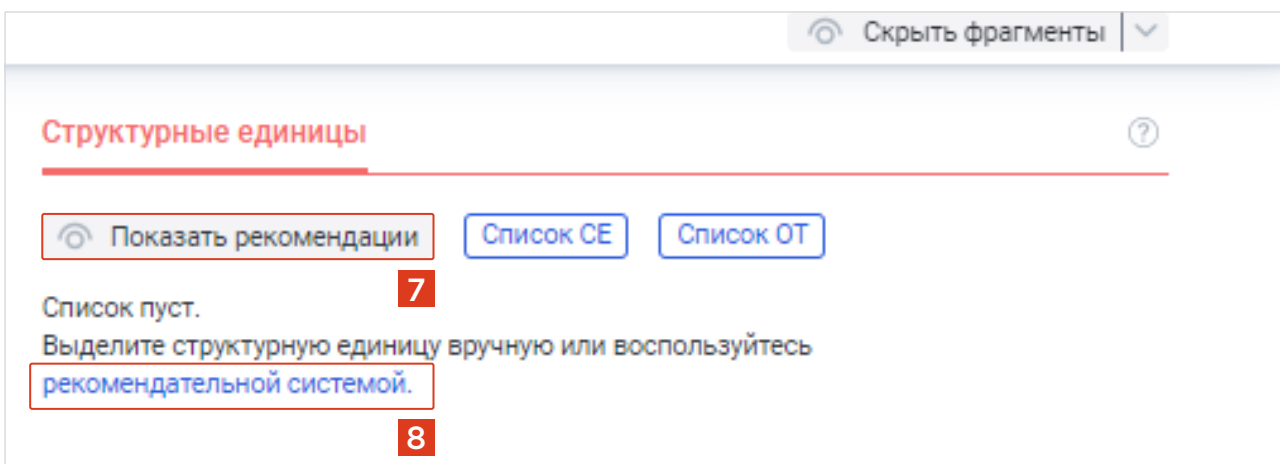 Скрыть фрагменты
Структурные единицы
?
Показать рекомендации Список СЕ Список ОТ
7
Список пуст.
Выделите структурную единицу вручную или воспользуйтесь
рекомендательной системой.
8